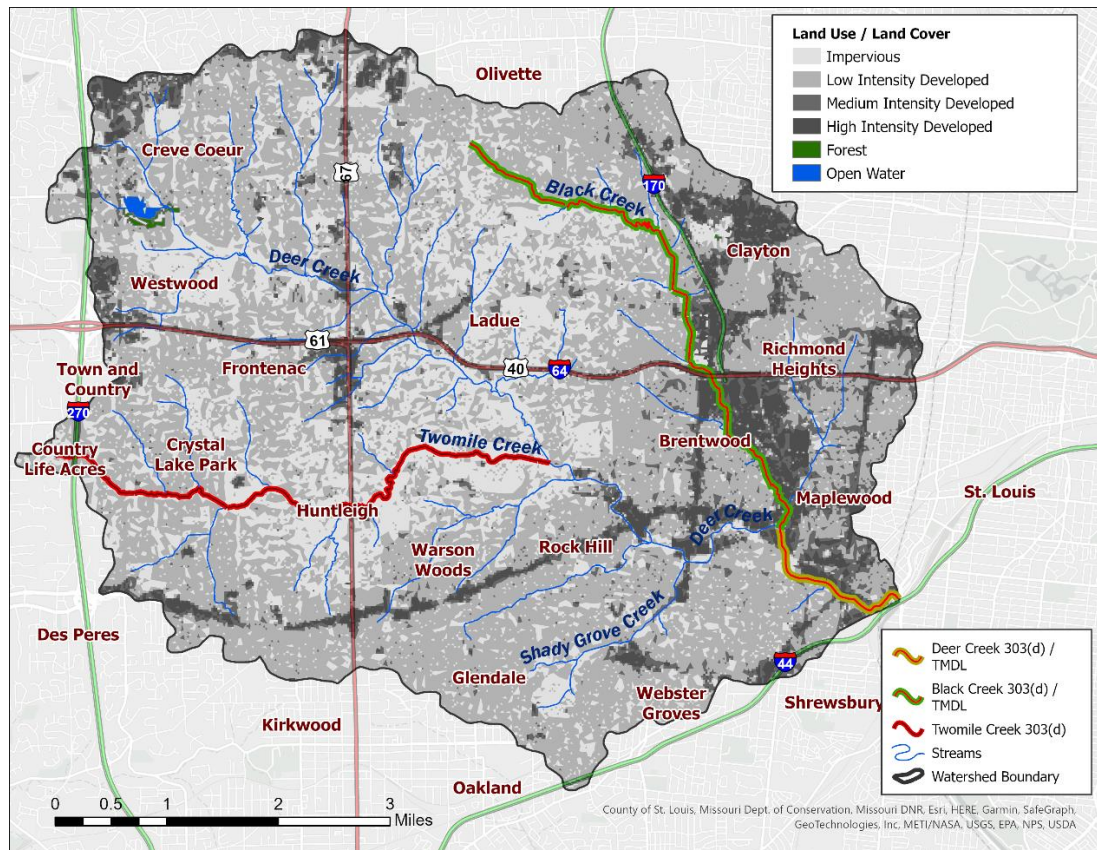 Land Use / Land Cover
Impervious
Low Intensity Developed
Medium Intensity Developed
High Intensity Developed
Forest
Open Water
Olivette
Creve Coeur
67
170
Black Creek
Clayton
Deer Creek
Westwood
Ladue
61
Richmond
Heights
Town and
Country
Frontenac
40
64
270
Country
Life Acres
Crystal
Lake Park
Twomile Creek
Brentwood
Maplewood
St. Louis
Huntleigh
Deer Creek
Warson
Woods
Rock Hill
Des Peres
Shady Grove Creek
Glendale
44
Webster
Groves
Shrewsbury
Kirkwood
Oakland
Deer Creek 303(d) /
TMDL
Black Creek 303(d) /
TMDL
Twomile Creek 303(d)
Streams
Watershed Boundary
0 0.5 1 2 3
Miles
County of St. Louis, Missouri Dept. of Conservation, Missouri DNR, Esri, HERE, Garmin, SafeGraph,
GeoTechnologies, Inc, METI/NASA, USGS, EPA, NPS, USDA